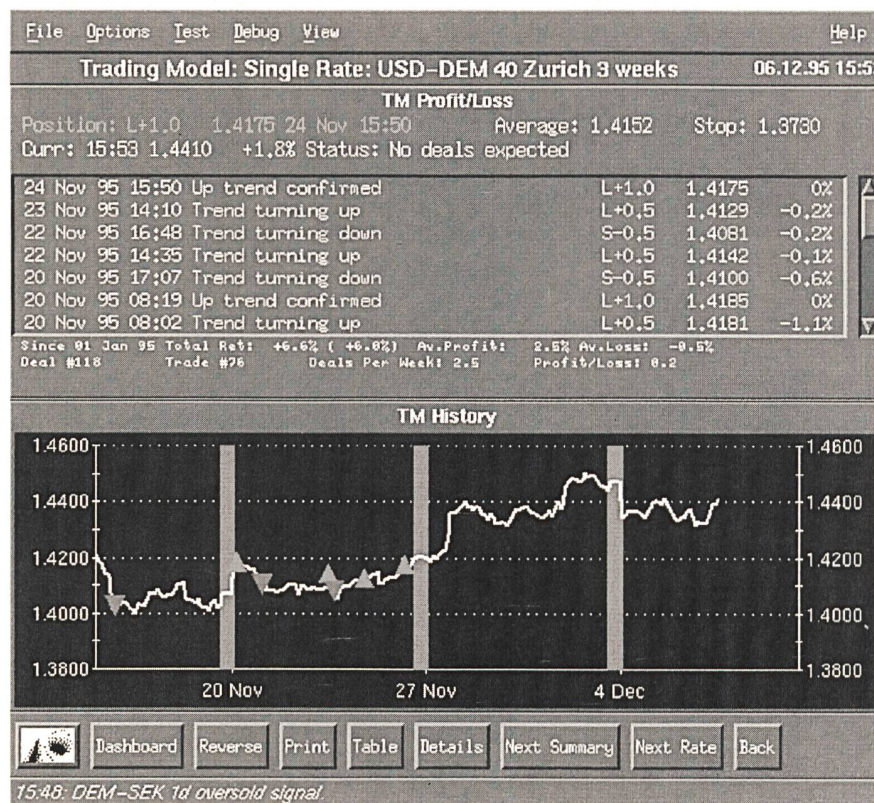 File Options Test Debug View Help
Trading Model: Single Rate: USD-DEM 40 Zurich 3 weeks 06.12.95 15:5
TM Profit/Loss
Position: L+1.0 1.4175 24 Nov 15:50 Average: 1.4152 Stop: 1.3730
Curr: 15:53 1.4410 +1.8% Status: No deals expected
24 Nov 95 15:50 Up trend confirmed L+1.0 1.4175 0%
23 Nov 95 14:10 Trend turning up L+0.5 1.4129 -0.2%
22 Nov 95 16:48 Trend turning down S-0.5 1.4081 -0.2%
22 Nov 95 14:35 Trend turning up L+0.5 1.4142 -0.1%
20 Nov 95 17:07 Trend turning down S-0.5 1.4100 -0.6%
20 Nov 95 08:19 Up trend confirmed L+1.0 1.4185 0%
20 Nov 95 08:02 Trend turning up L+0.5 1.4181 -1.1%
Since 01 Jan 95 Total Ret: +6.6% ( +6.0%) Av.Profit: 2.5% Av.Loss: -0.5%
Deal #118 Trade #76 Deals Per Week: 2.5 Profit/Loss: 0.2
TM History
1.4600 1.4600
1.4400 1.4400
1.4200 1.4200
1.4000 1.4000
1.3800 1.3800
20 Nov 27 Nov 4 Dec
Dashboard Reverse Print Table Details Next Summary Next Rate Back
15:48: DEM-SEK 1d oversold signal.